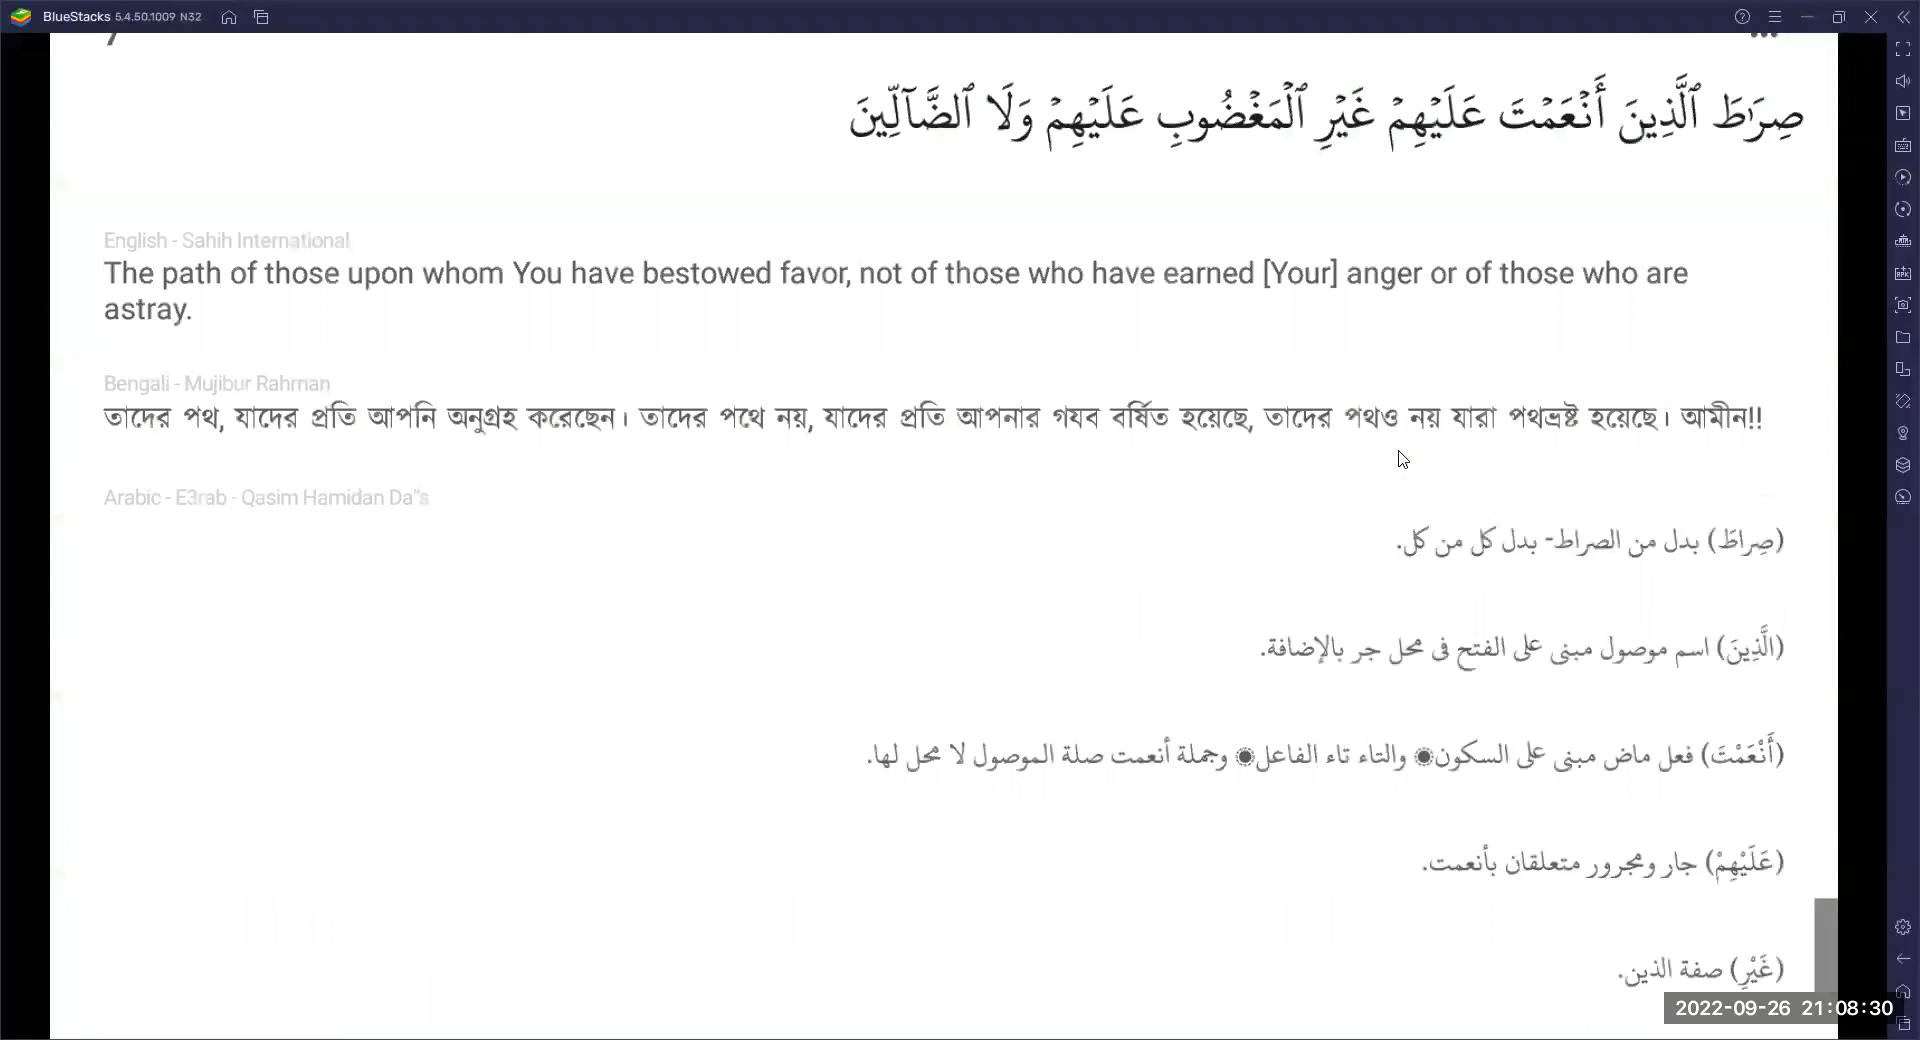 BlueStacks 5.4.50.1009 N32
صِرَٰطَ ٱلَّذِينَ أَنۡعَمۡتَ عَلَيۡهِمۡ غَيۡرِ ٱلۡمَغۡضُوبِ عَلَيۡهِمۡ وَلَا ٱلضَّآلِّينَ
English - Sahih International
The path of those upon whom You have bestowed favor, not of those who have earned [Your] anger or of those who are
astray.
Bengali - Mujibur Rahman
তাদের পথ, যাদের প্রতি আপনি অনুগ্রহ করেছেন। তাদের পথে নয়, যাদের প্রতি আপনার গযব বর্ষিত হয়েছে, তাদের পথও নয় যারা পথভ্রষ্ট হয়েছে। আমীন!!
Arabic - E3rab - Qasim Hamidan Da"s
(صِراطَ) بدل من الصراط- بدل كل من كل.
(الَّذِينَ) اسم موصول مبنى على الفتح فى محل جر بالإضافة.
(أَنْعَمْتَ) فعل ماض مبنى على السكون◉ والتاء تاء الفاعل◉ وجملة أنعمت صلة الموصول لا محل لها.
(عَلَيْهِمْ) جار ومجرور متعلقان بأنعمت.
(غَيْرِ) صفة الذين.
2022-09-26 21:08:30